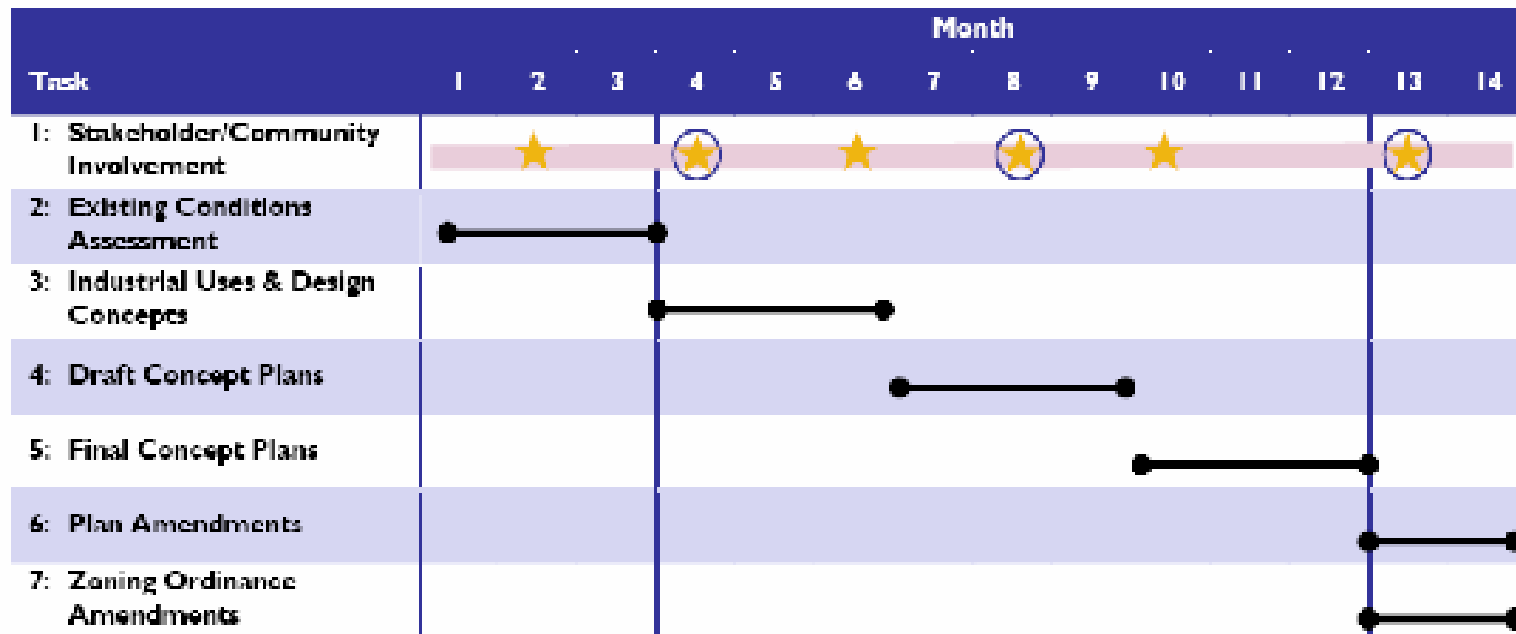 Month
Task 1 2 3 4 5 6 7 8 9 10 11 12 13 14
1: Stakeholder/Community
Involvement
2: Existing Conditions
Assessment
3: Industrial Uses & Design
Concepts
4: Draft Concept Plans
5: Final Concept Plans
6: Plan Amendments
7: Zoning Ordinance
Amendments